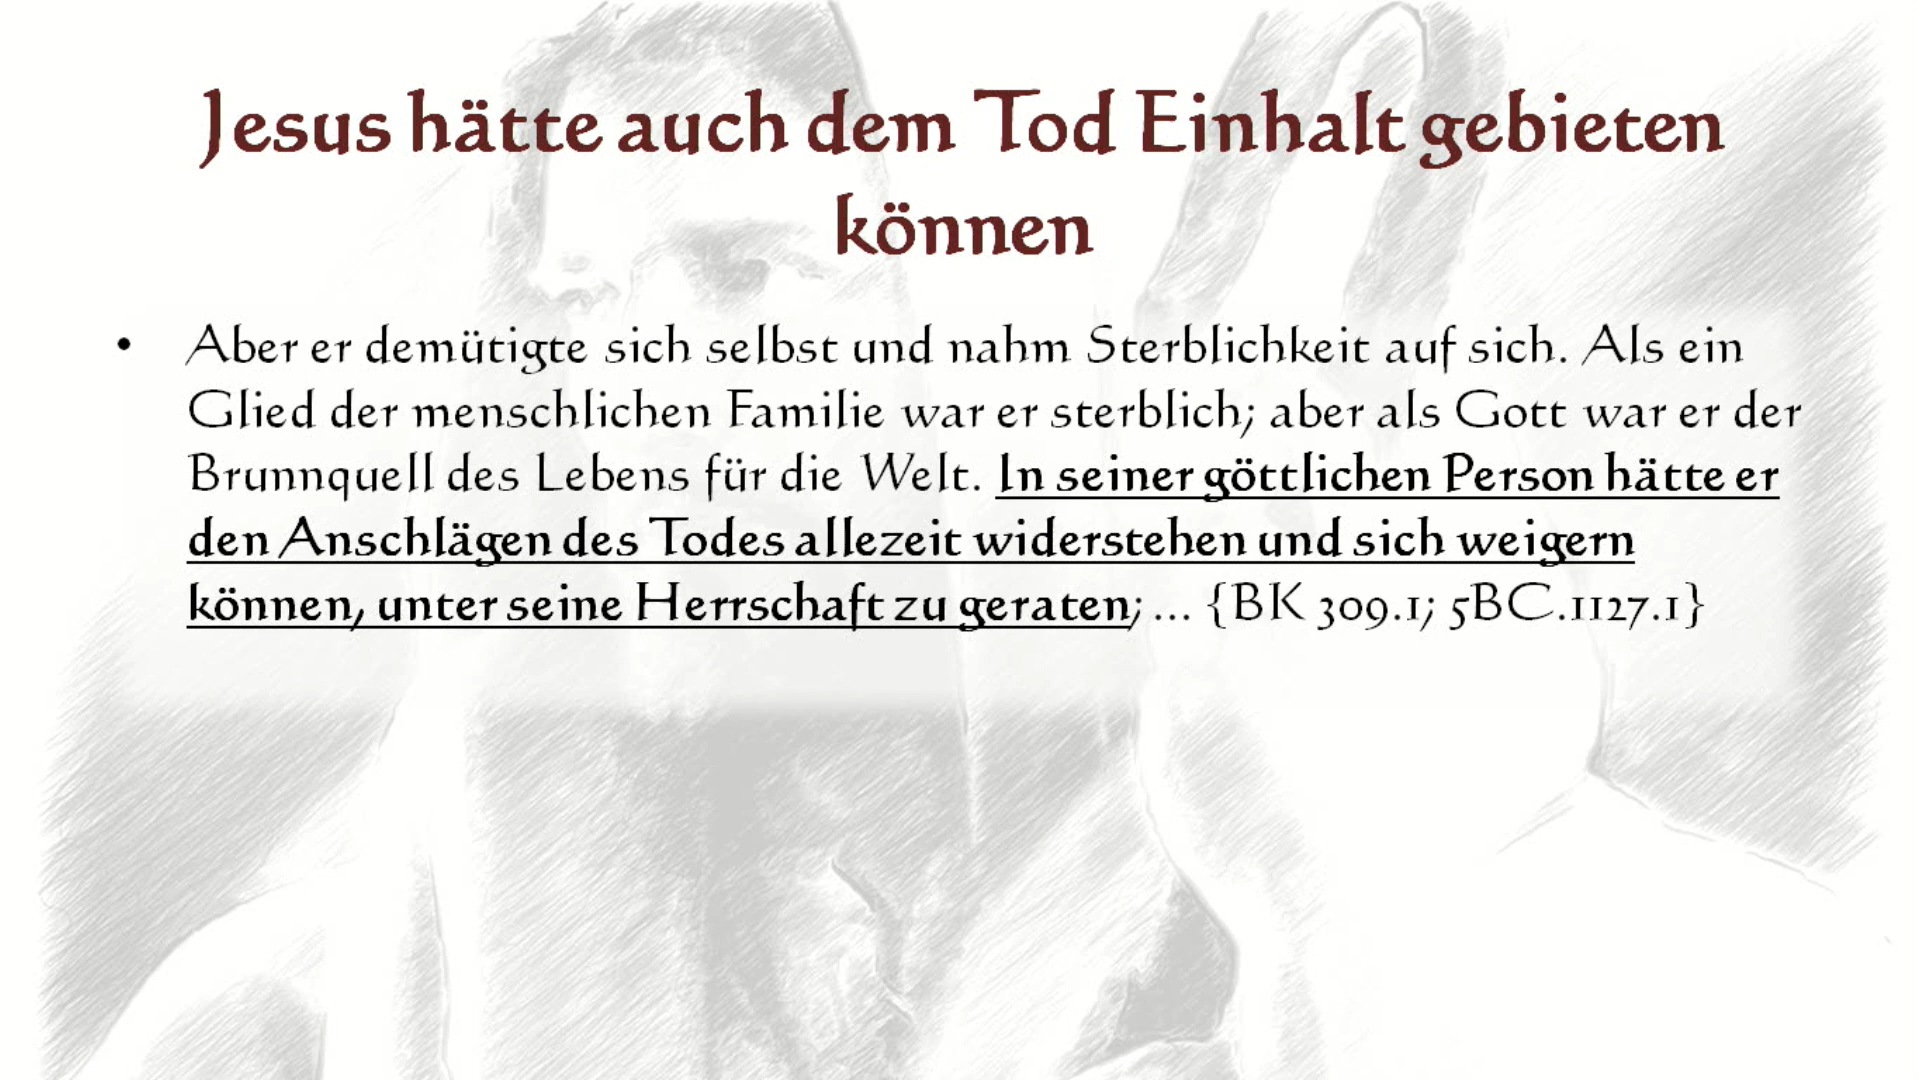 Jesus hätte auch dem Tod Einhalt gebieten
können
• Aber er demütigte sich selbst und nahm Sterblichkeit auf sich. Als ein
Glied der menschlichen Familie war er sterblich; aber als Gott war er der
Brunnquell des Lebens für die Welt. In seiner göttlichen Person hätte er
den Anschlägen des Todes allezeit widerstehen und sich weigern
können, unter seine Herrschaft zu geraten; ... {BK 309.1; 5BC.1127.1}